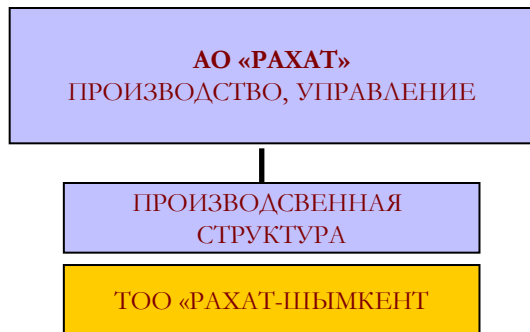 АО «РАХАТ»
ПРОИЗВОДСТВО, УПРАВЛЕНИЕ
ПРОИЗВОДСВЕННАЯ
СТРУКТУРА
ТОО «РАХАТ-ШЫМКЕНТ